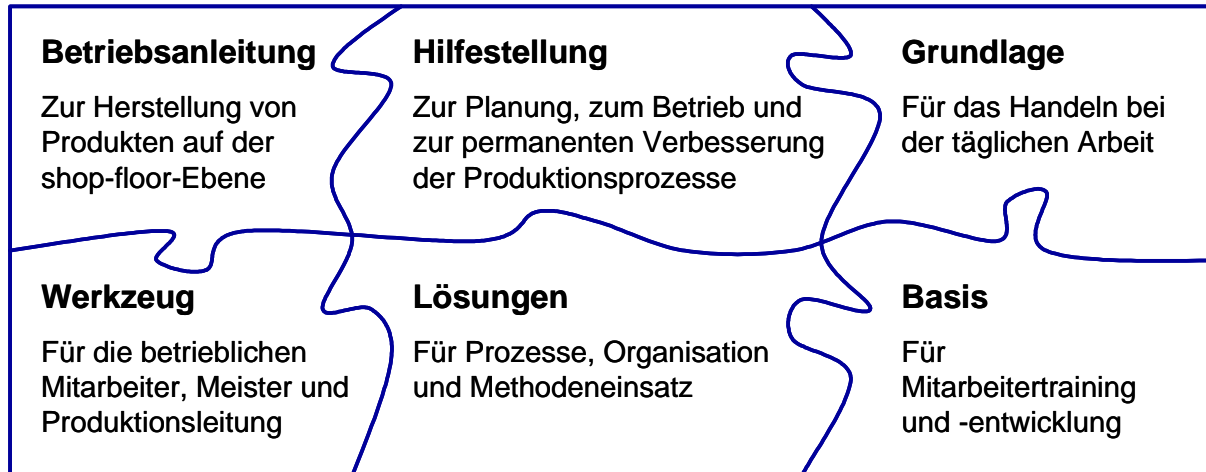 Betriebsanleitung
Zur Herstellung von
Produkten auf der
shop-floor-Ebene
Hilfestellung
Zur Planung, zum Betrieb und
zur permanenten Verbesserung
der Produktionsprozesse
Grundlage
Für das Handeln bei
der täglichen Arbeit
Werkzeug
Für die betrieblichen
Mitarbeiter, Meister und
Produktionsleitung
Lösungen
Für Prozesse, Organisation
und Methodeneinsatz
Basis
Für
Mitarbeitertraining
und -entwicklung